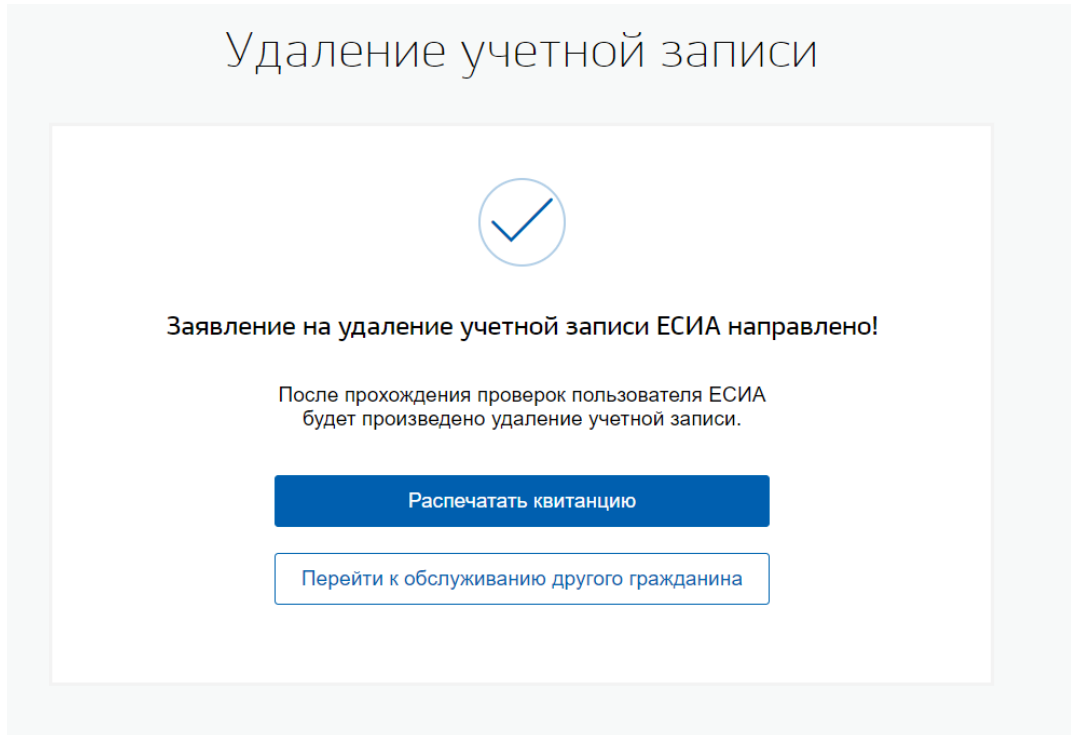 Удаление учетной записи
Заявление на удаление учетной записи ЕСИА направлено!
После прохождения проверок пользователя ЕСИА
будет произведено удаление учетной записи.
Распечатать квитанцию
Перейти к обслуживанию другого гражданина